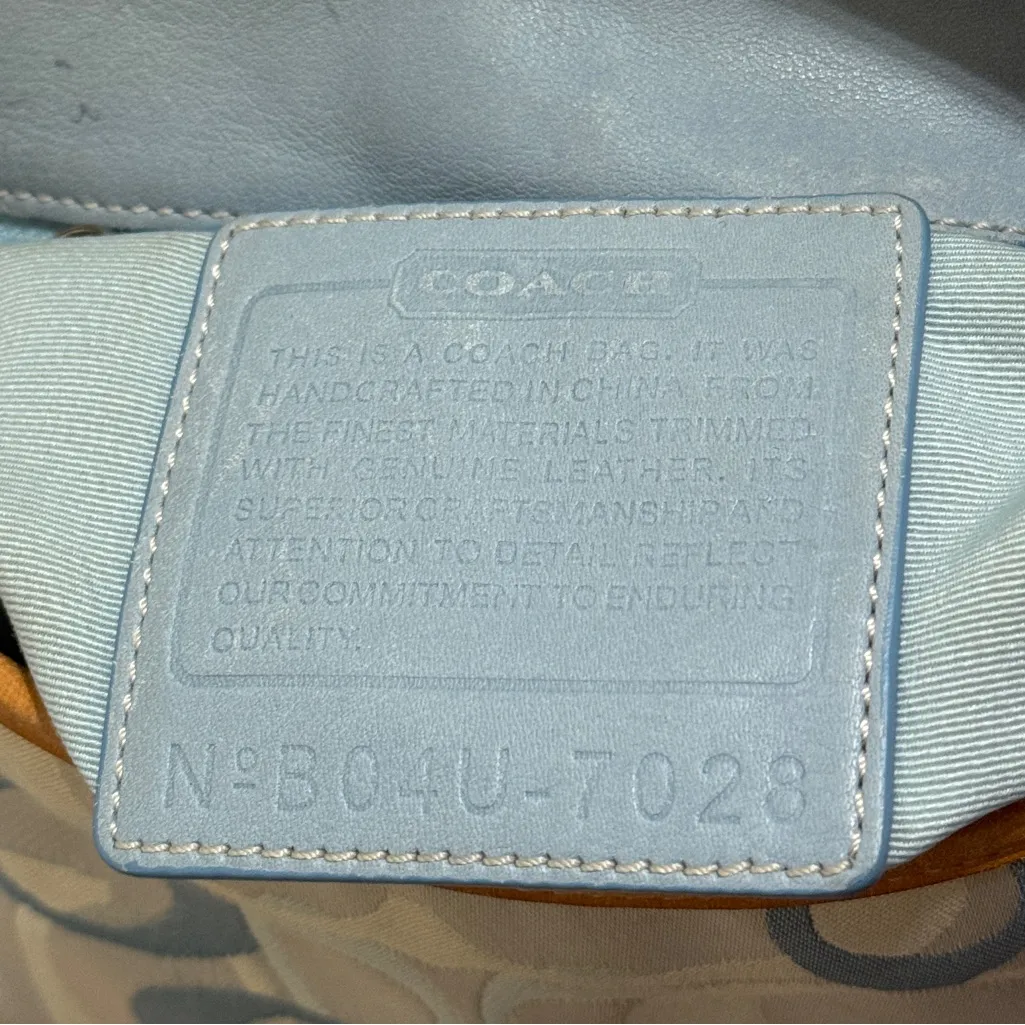 COACH
THIS IS A COACH BAG. IT WAS
HANDCRAFTED IN CHINA FROM
THE FINEST MATERIALS TRIMMED
WITH GENUINE LEATHER. ITS
SUPERIOR CRAFTSMANSHIP AND
ATTENTION TO DETAIL REFLECT
OUR COMMITMENT TO ENDURING
QUALITY.
Nº B04U-7028